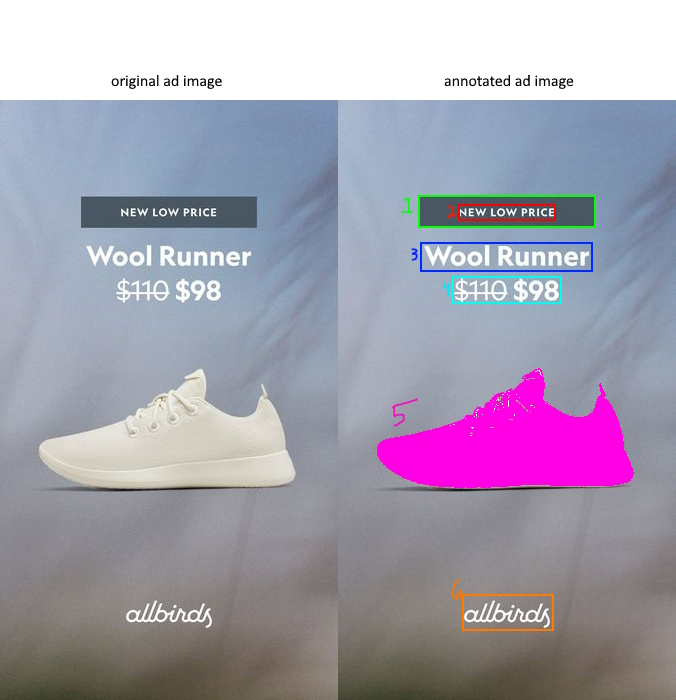 original ad image
annotated ad image
NEW LOW PRICE
Wool Runner
$110 $98
allbirds
1
2 NEW LOW PRICE
3 Wool Runner
4 $110 $98
5
6 allbirds